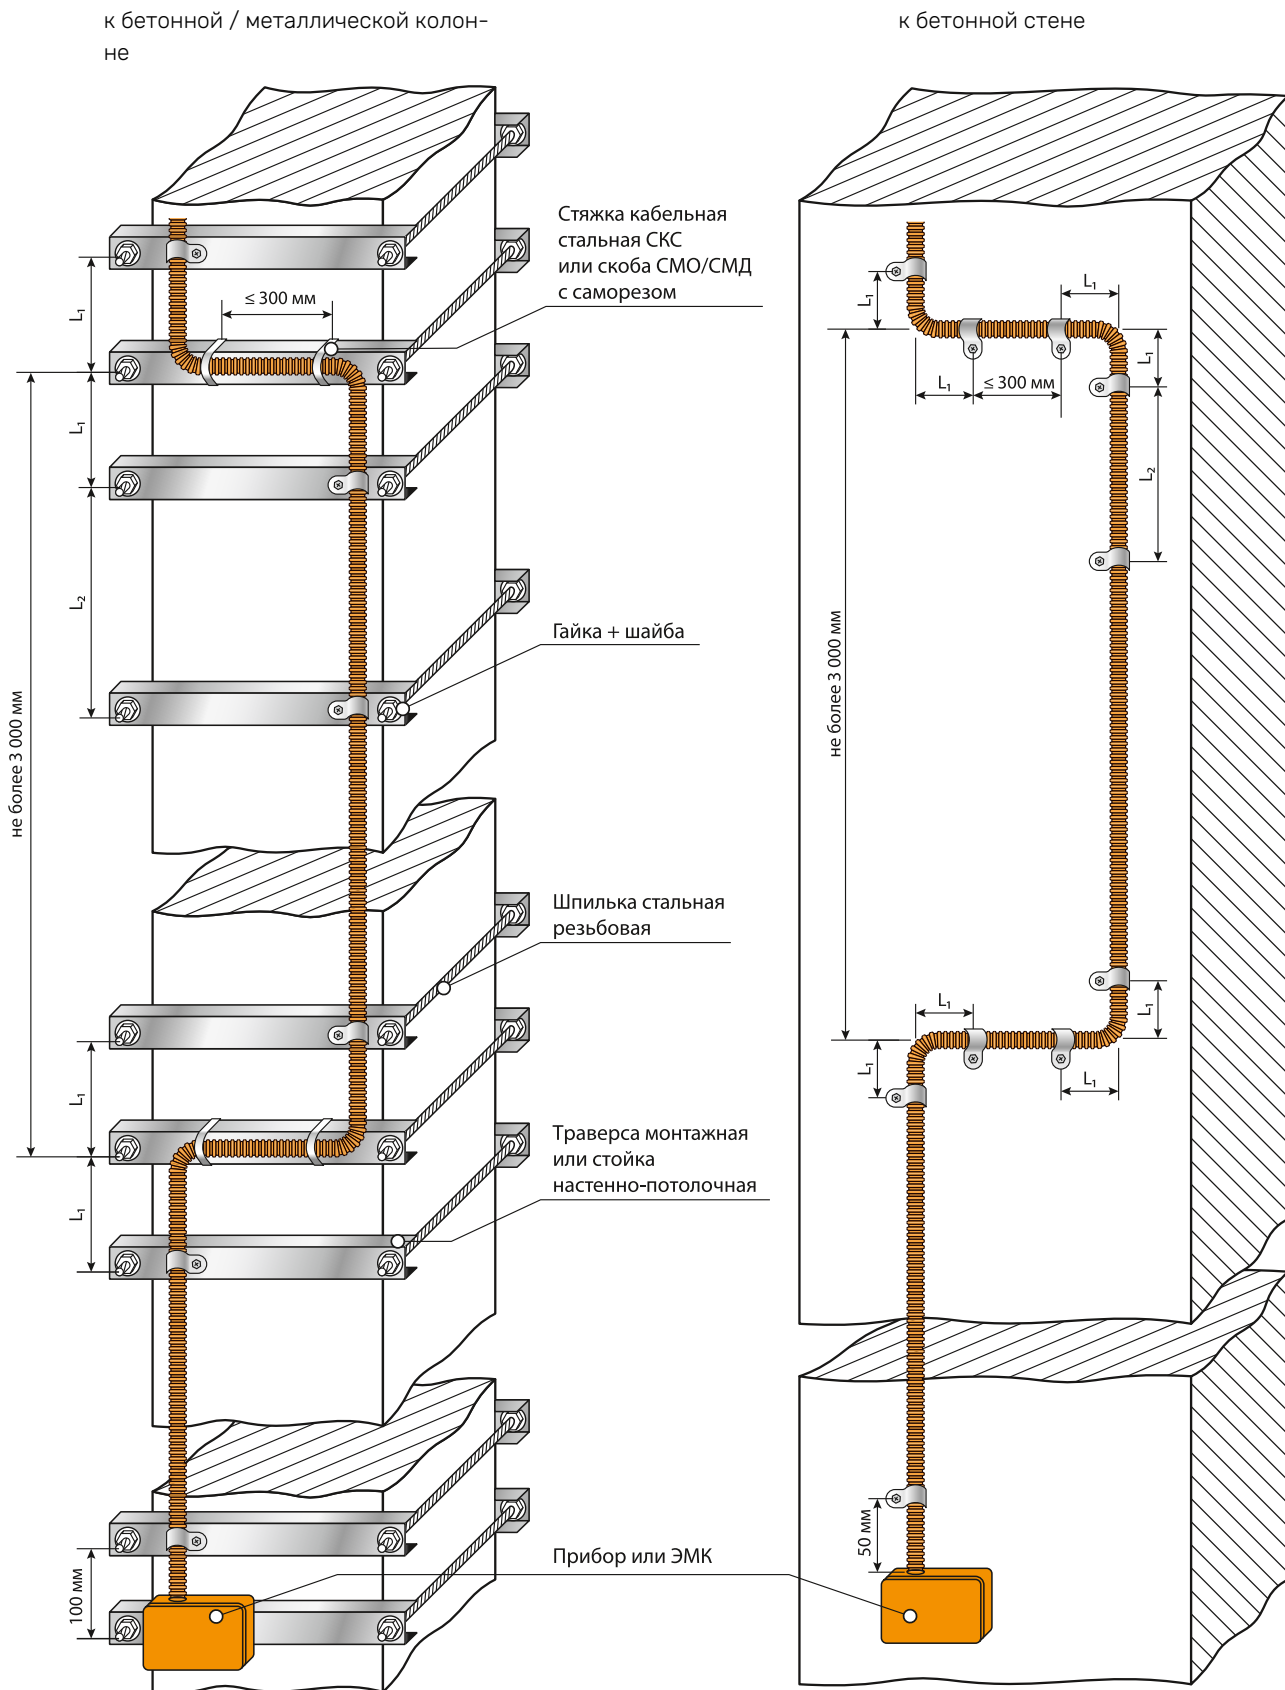 к бетонной / металлической колон-
не
к бетонной стене
Стяжка кабельная
стальная СКС
или скоба СМО/СМД
с саморезом
≤ 300 мм
L₁
L₁
L₂
не более 3 000 мм
Гайка + шайба
Шпилька стальная
резьбовая
L₁
L₁
Траверса монтажная
или стойка
настенно-потолочная
100 мм
Прибор или ЭМК
L₁
L₁
L₁
L₁
≤ 300 мм
L₂
не более 3 000 мм
L₁
L₁
L₁
L₁
50 мм